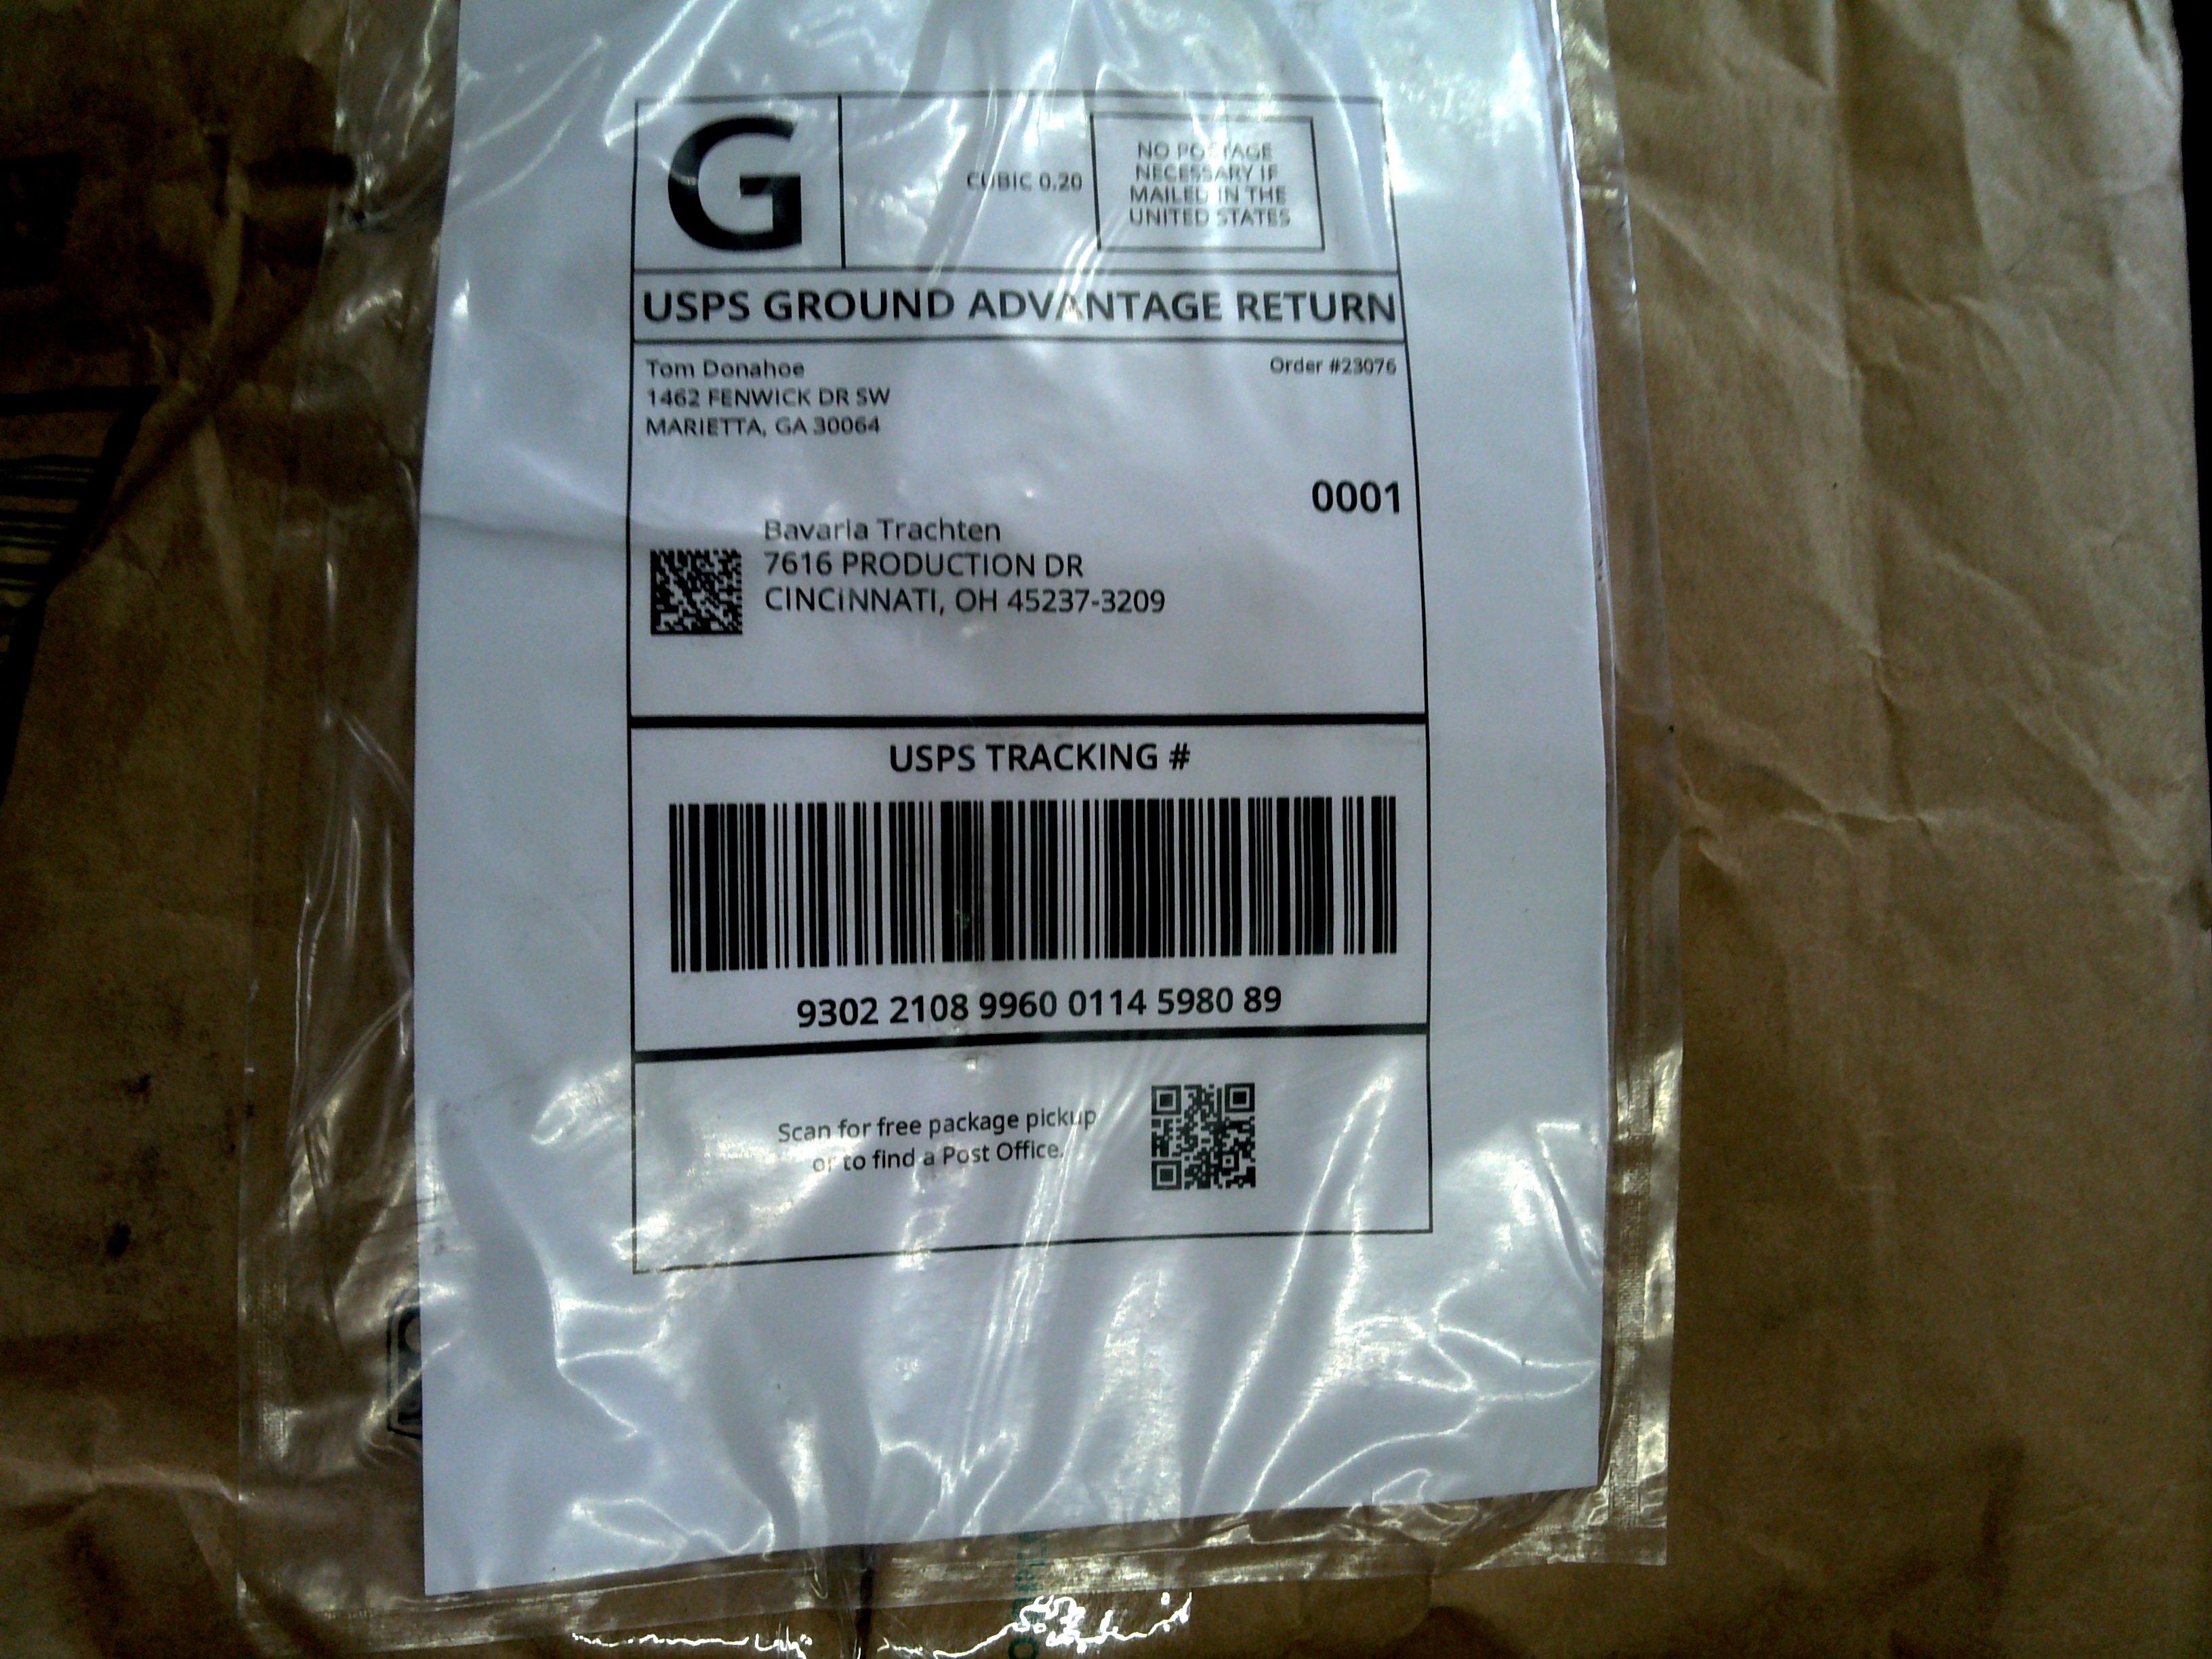 G
CUBIC 0.20
NO POSTAGE
NECESSARY IF
MAILED IN THE
UNITED STATES
USPS GROUND ADVANTAGE RETURN
Tom Donahoe
Order #23076
1462 FENWICK DR SW
MARIETTA, GA 30064
0001
Bavaria Trachten
7616 PRODUCTION DR
CINCINNATI, OH 45237-3209
USPS TRACKING #
9302 2108 9960 0114 5980 89
Scan for free package pickup
or to find a Post Office.